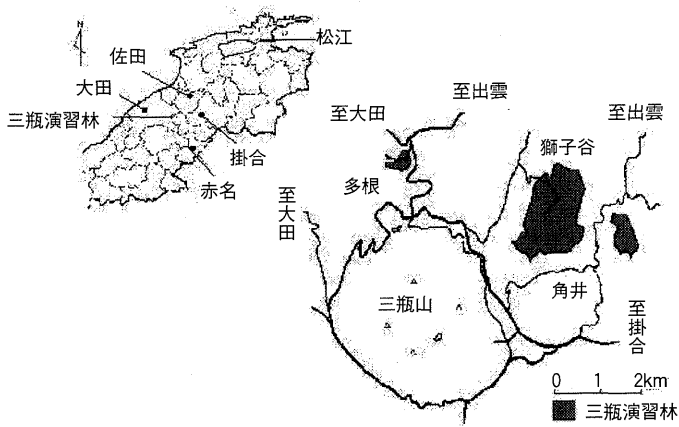 N
松江
佐田
大田
三瓶演習林
掛合
赤名
至出雲
至大田
至出雲
獅子谷
多根
至大田
三瓶山
角井
至掛合
0 1 2km
三瓶演習林